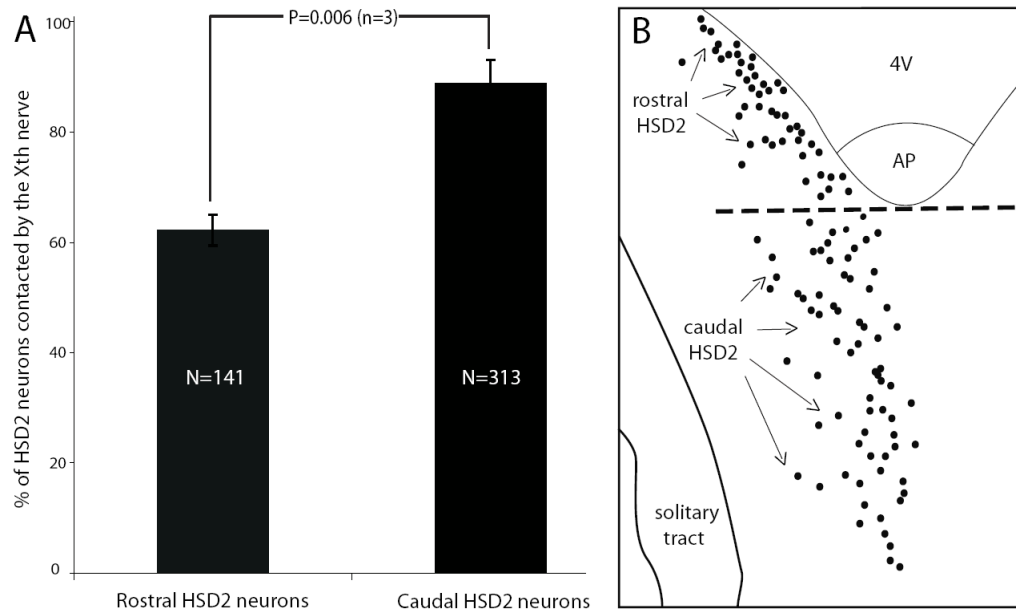 A
P=0.006 (n=3)
% of HSD2 neurons contacted by the Xth nerve
100
80
60
40
20
0
N=141
N=313
Rostral HSD2 neurons
Caudal HSD2 neurons
B
4V
rostral
HSD2
AP
caudal
HSD2
solitary
tract